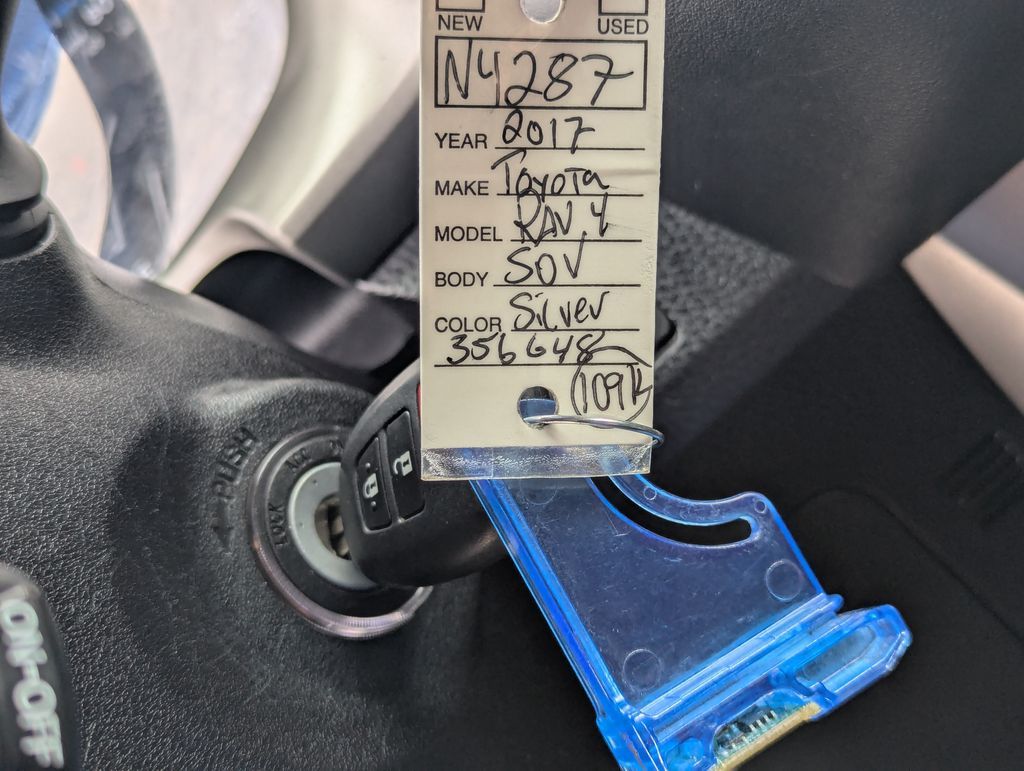 NEW USED
N4287
YEAR 2017
MAKE Toyota
MODEL RAV 4
BODY SUV
COLOR Silver
356648
109K
PUSH
ACC
LOCK
ON-OFF